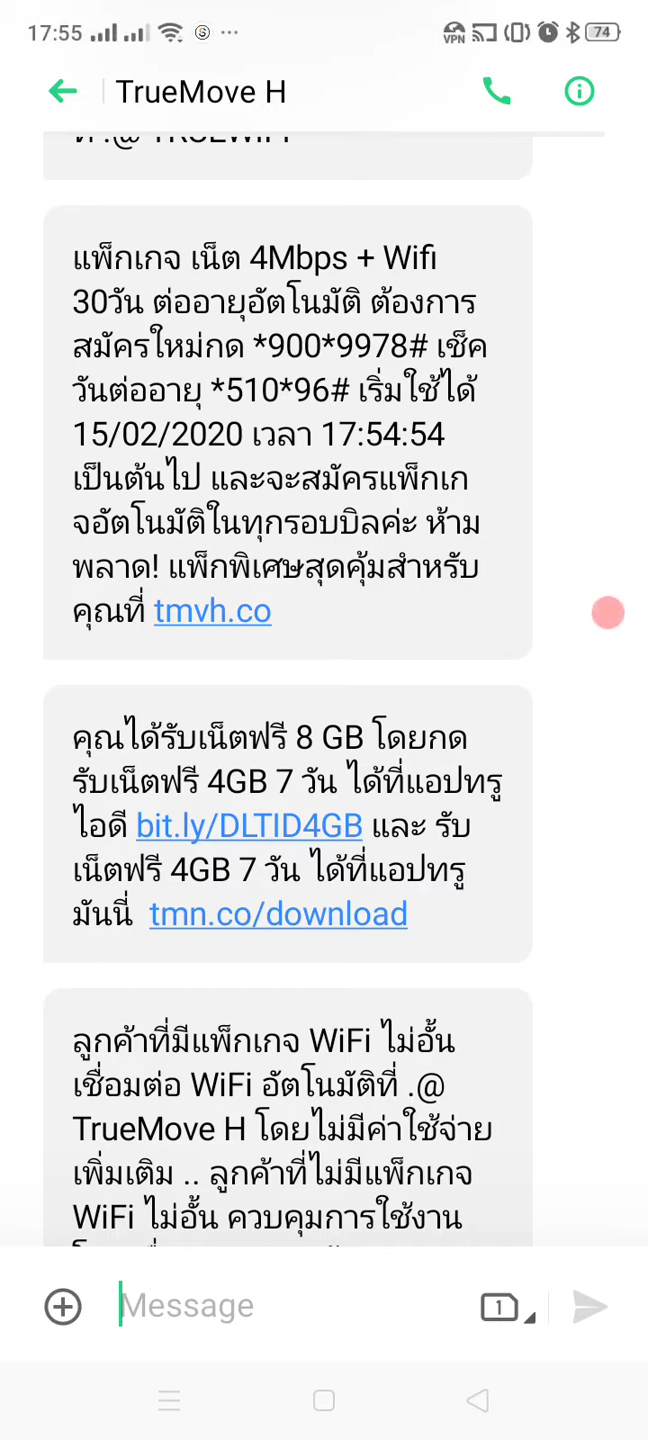 17:55
VPN
74
TrueMove H
แพ็กเกจ เน็ต 4Mbps + Wifi
30วัน ต่ออายุอัตโนมัติ ต้องการ
สมัครใหม่กด *900*9978# เช็ค
วันต่ออายุ *510*96# เริ่มใช้ได้
15/02/2020 เวลา 17:54:54
เป็นต้นไป และจะสมัครแพ็กเก
จอัตโนมัติในทุกรอบบิลค่ะ ห้าม
พลาด! แพ็กพิเศษสุดคุ้มสำหรับ
คุณที่ tmvh.co
คุณได้รับเน็ตฟรี 8 GB โดยกด
รับเน็ตฟรี 4GB 7 วัน ได้ที่แอปทรู
ไอดี bit.ly/DLTID4GB และ รับ
เน็ตฟรี 4GB 7 วัน ได้ที่แอปทรู
มันนี่ tmn.co/download
ลูกค้าที่มีแพ็กเกจ WiFi ไม่อั้น
เชื่อมต่อ WiFi อัตโนมัติที่ .@
TrueMove H โดยไม่มีค่าใช้จ่าย
เพิ่มเติม .. ลูกค้าที่ไม่มีแพ็กเกจ
WiFi ไม่อั้น ควบคุมการใช้งาน
Message
1